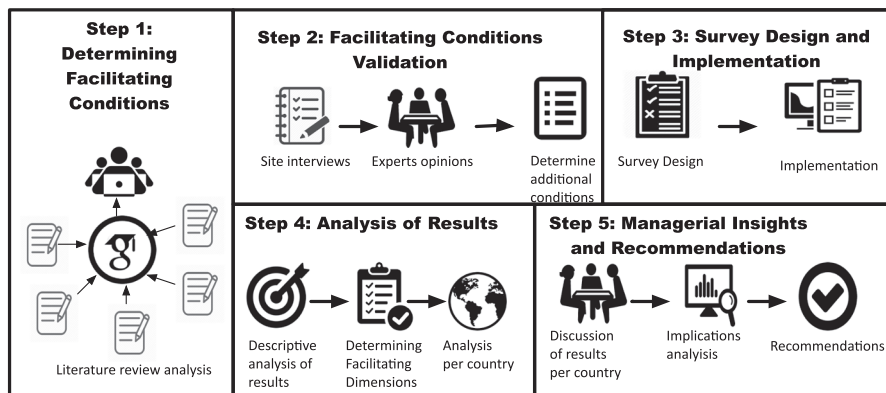 Step 1:
Determining
Facilitating
Conditions
Literature review analysis
Step 2: Facilitating Conditions
Validation
Site interviews
Experts opinions
Determine
additional
conditions
Step 3: Survey Design and
Implementation
Survey Design
Implementation
Step 4: Analysis of Results
Descriptive
analysis of
results
Determining
Facilitating
Dimensions
Analysis
per country
Step 5: Managerial Insights
and Recommendations
Discussion
of results
per country
Implications
analysis
Recommendations